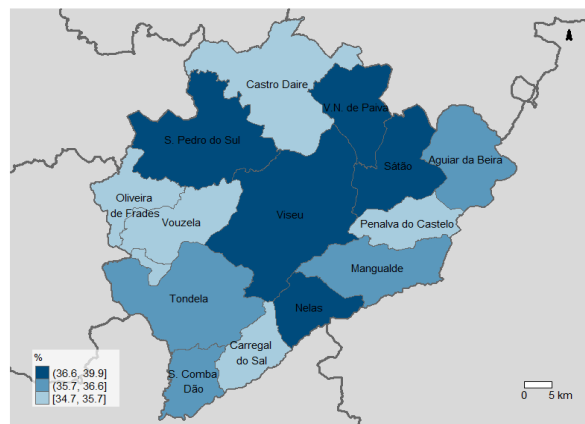 Castro Daire
V.N. de Paiva
S. Pedro do Sul
Sátão
Aguiar da Beira
Oliveira
de Frades
Vouzela
Viseu
Penalva do Castelo
Mangualde
Tondela
Nelas
Carregal
do Sal
S. Comba
Dão
%
(36.6, 39.9]
(35.7, 36.6]
[34.7, 35.7]
0 5 km